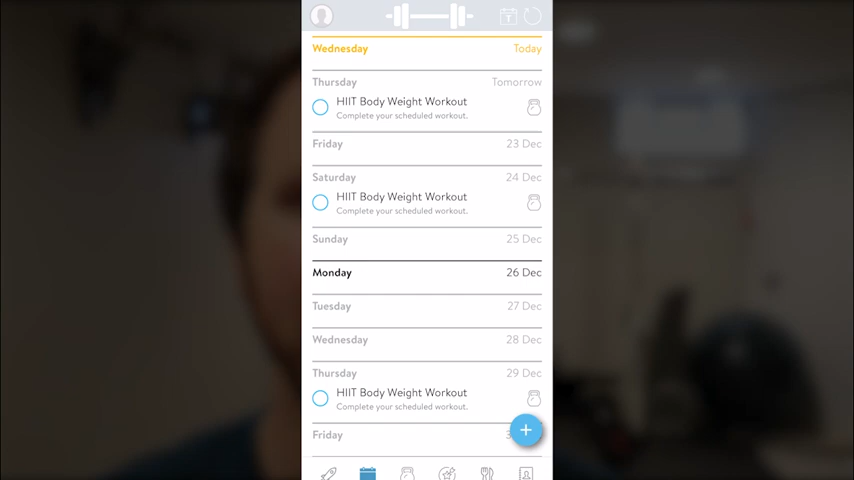 Wednesday Today
Thursday Tomorrow
HIIT Body Weight Workout
Complete your scheduled workout.
Friday 23 Dec
Saturday 24 Dec
HIIT Body Weight Workout
Complete your scheduled workout.
Sunday 25 Dec
Monday 26 Dec
Tuesday 27 Dec
Wednesday 28 Dec
Thursday 29 Dec
HIIT Body Weight Workout
Complete your scheduled workout.
Friday